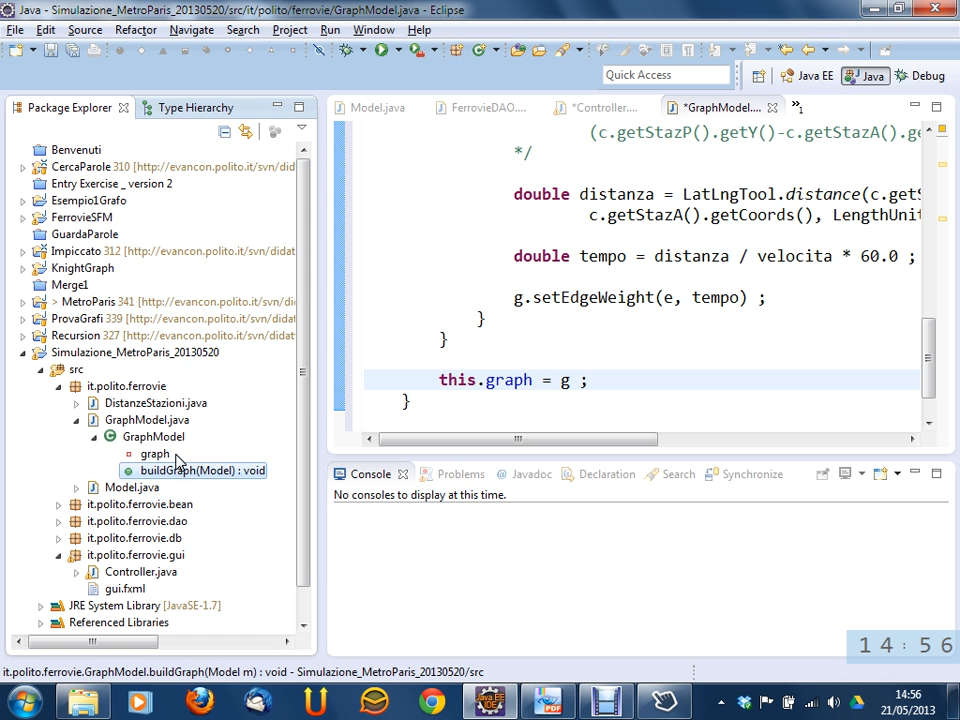 Java - Simulazione_MetroParis_20130520/src/it/polito/ferrovie/GraphModel.java - Eclipse
File Edit Source Refactor Navigate Search Project Run Window Help
Quick Access
Java EE Java Debug
Package Explorer Type Hierarchy
Model.java FerrovieDAO.... *Controller.... *GraphModel.... »1
Benvenuti
CercaParole 310 [http://evancon.polito.it/svn/didat
Entry Exercise _ version 2
Esempio1Grafo
FerrovieSFM
GuardaParole
Impiccato 312 [http://evancon.polito.it/svn/didat
KnightGraph
Merge1
> MetroParis 341 [http://evancon.polito.it/svn/dida
ProvaGrafi 339 [http://evancon.polito.it/svn/didat
Recursion 327 [http://evancon.polito.it/svn/didatt
Simulazione_MetroParis_20130520
src
it.polito.ferrovie
DistanzeStazioni.java
GraphModel.java
GraphModel
graph
buildGraph(Model) : void
Model.java
it.polito.ferrovie.bean
it.polito.ferrovie.dao
it.polito.ferrovie.db
it.polito.ferrovie.gui
Controller.java
gui.fxml
JRE System Library [JavaSE-1.7]
Referenced Libraries
(c.getStazP().getY()-c.getStazA().ge
*/
double distanza = LatLngTool.distance(c.getS
c.getStazA().getCoords(), LengthUnit
double tempo = distanza / velocita * 60.0 ;
g.setEdgeWeight(e, tempo) ;
}
}
this.graph = g ;
}
Console Problems Javadoc Declaration Search Synchronize
No consoles to display at this time.
14:56
it.polito.ferrovie.GraphModel.buildGraph(Model m) : void - Simulazione_MetroParis_20130520/src
14:56
21/05/2013